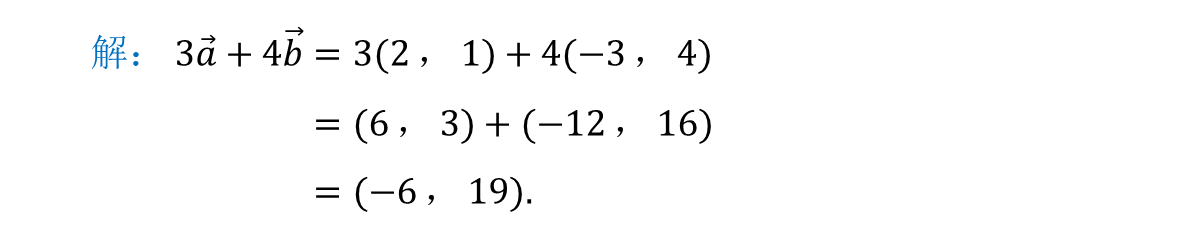 解：3a⃗ + 4b⃗ = 3(2， 1) + 4(−3， 4)
= (6， 3) + (−12， 16)
= (−6， 19).